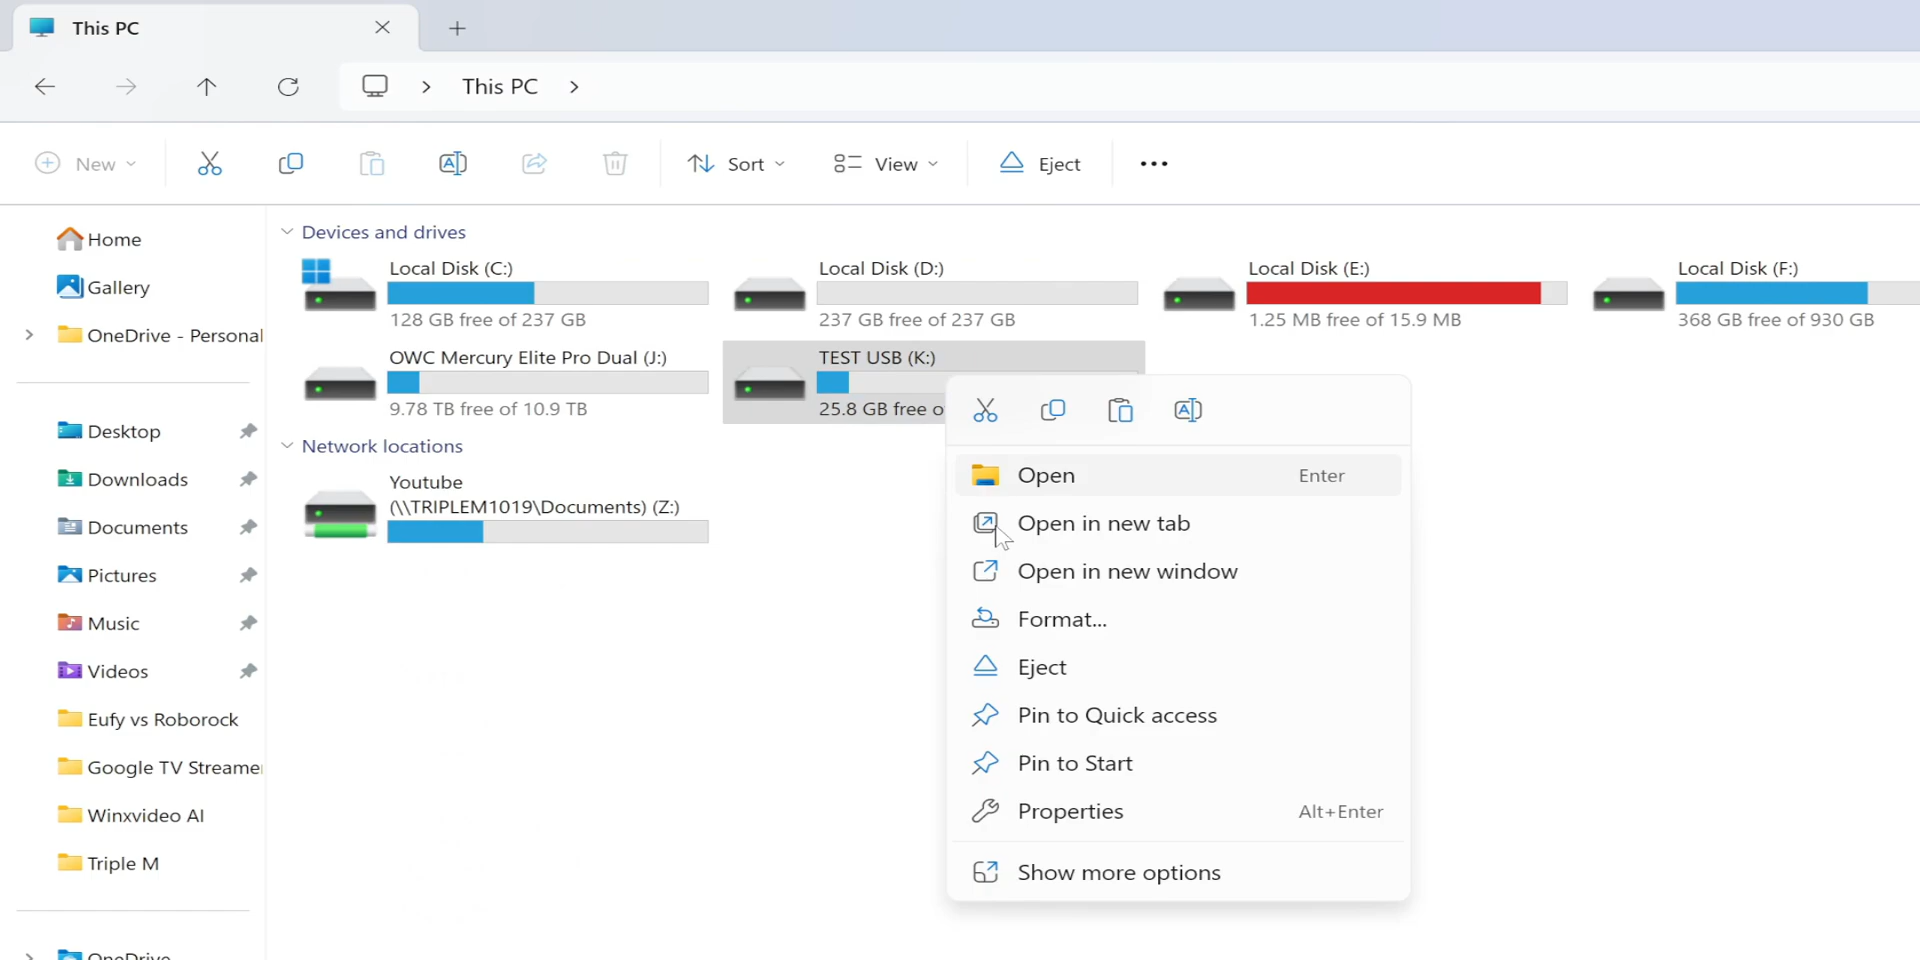 This PC
This PC
New
Sort
View
Eject
Home
Gallery
OneDrive - Personal
Desktop
Downloads
Documents
Pictures
Music
Videos
Eufy vs Roborock
Google TV Streamer
Winxvideo AI
Triple M
OneDrive
Devices and drives
Local Disk (C:)
128 GB free of 237 GB
Local Disk (D:)
237 GB free of 237 GB
Local Disk (E:)
1.25 MB free of 15.9 MB
Local Disk (F:)
368 GB free of 930 GB
OWC Mercury Elite Pro Dual (J:)
9.78 TB free of 10.9 TB
TEST USB (K:)
25.8 GB free o
Network locations
Youtube
(\\TRIPLEM1019\Documents) (Z:)
Open Enter
Open in new tab
Open in new window
Format...
Eject
Pin to Quick access
Pin to Start
Properties Alt+Enter
Show more options